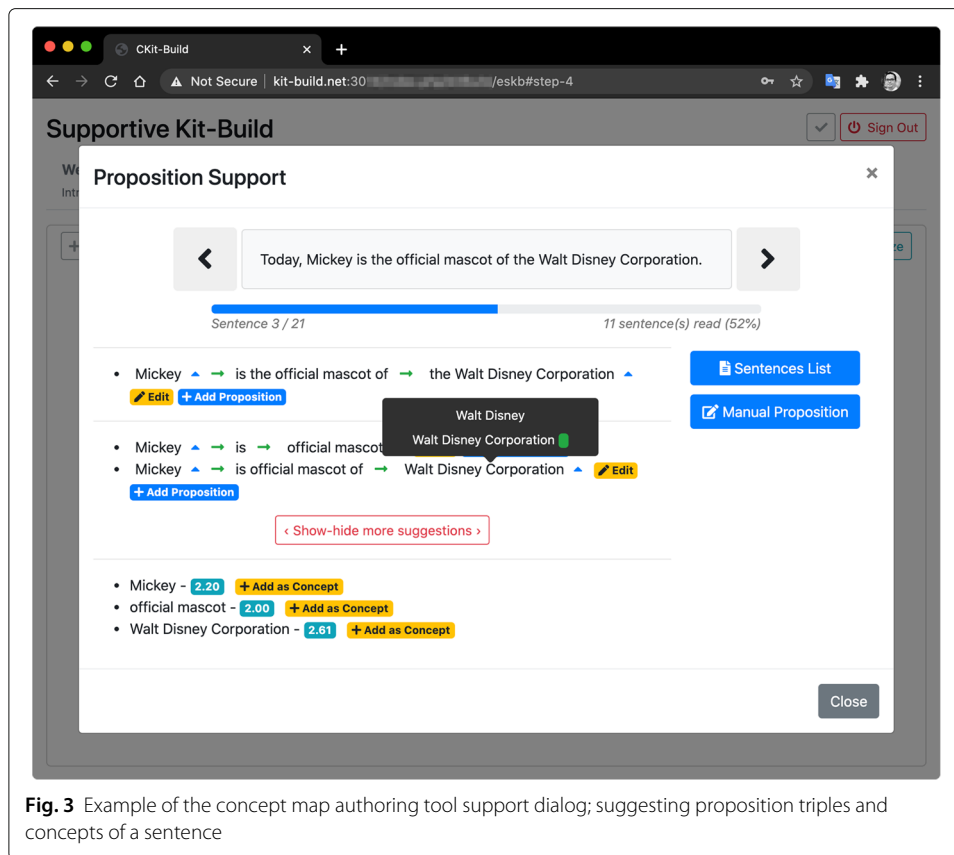 CKit-Build × +
Not Secure | kit-build.net:30 /eskb#step-4
Supportive Kit-Build
Sign Out
We
Intr
Proposition Support ×
+
ze
Today, Mickey is the official mascot of the Walt Disney Corporation.
Sentence 3 / 21 11 sentence(s) read (52%)
• Mickey → is the official mascot of → the Walt Disney Corporation
Edit + Add Proposition
Sentences List
Manual Proposition
Walt Disney
Walt Disney Corporation
• Mickey → is → official mascot
• Mickey → is official mascot of → Walt Disney Corporation Edit
+ Add Proposition
‹ Show-hide more suggestions ›
• Mickey - 2.20 + Add as Concept
• official mascot - 2.00 + Add as Concept
• Walt Disney Corporation - 2.61 + Add as Concept
Close
Fig. 3 Example of the concept map authoring tool support dialog; suggesting proposition triples and
concepts of a sentence